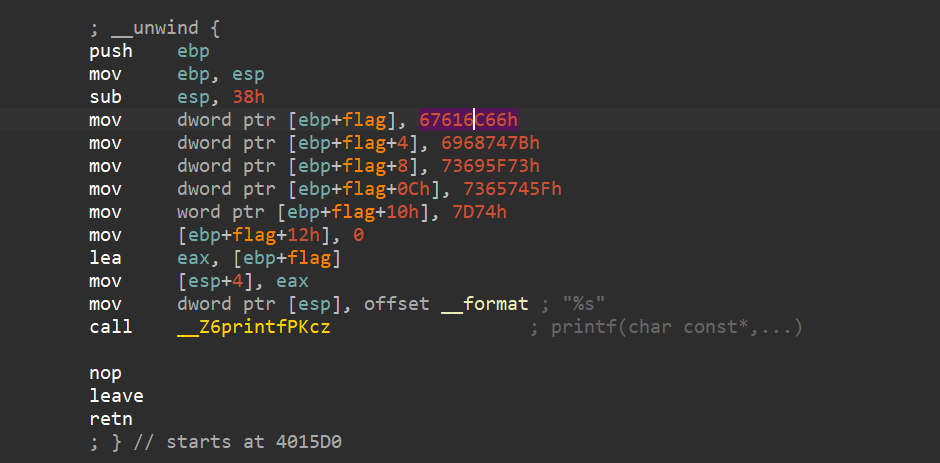 ; __unwind {
push    ebp
mov     ebp, esp
sub     esp, 38h
mov     dword ptr [ebp+flag], 67616C66h
mov     dword ptr [ebp+flag+4], 6968747Bh
mov     dword ptr [ebp+flag+8], 73695F73h
mov     dword ptr [ebp+flag+0Ch], 7365745Fh
mov     word ptr [ebp+flag+10h], 7D74h
mov     [ebp+flag+12h], 0
lea     eax, [ebp+flag]
mov     [esp+4], eax
mov     dword ptr [esp], offset __format ; "%s"
call    __Z6printfPKcz                  ; printf(char const*,...)
nop
leave
retn
; } // starts at 4015D0